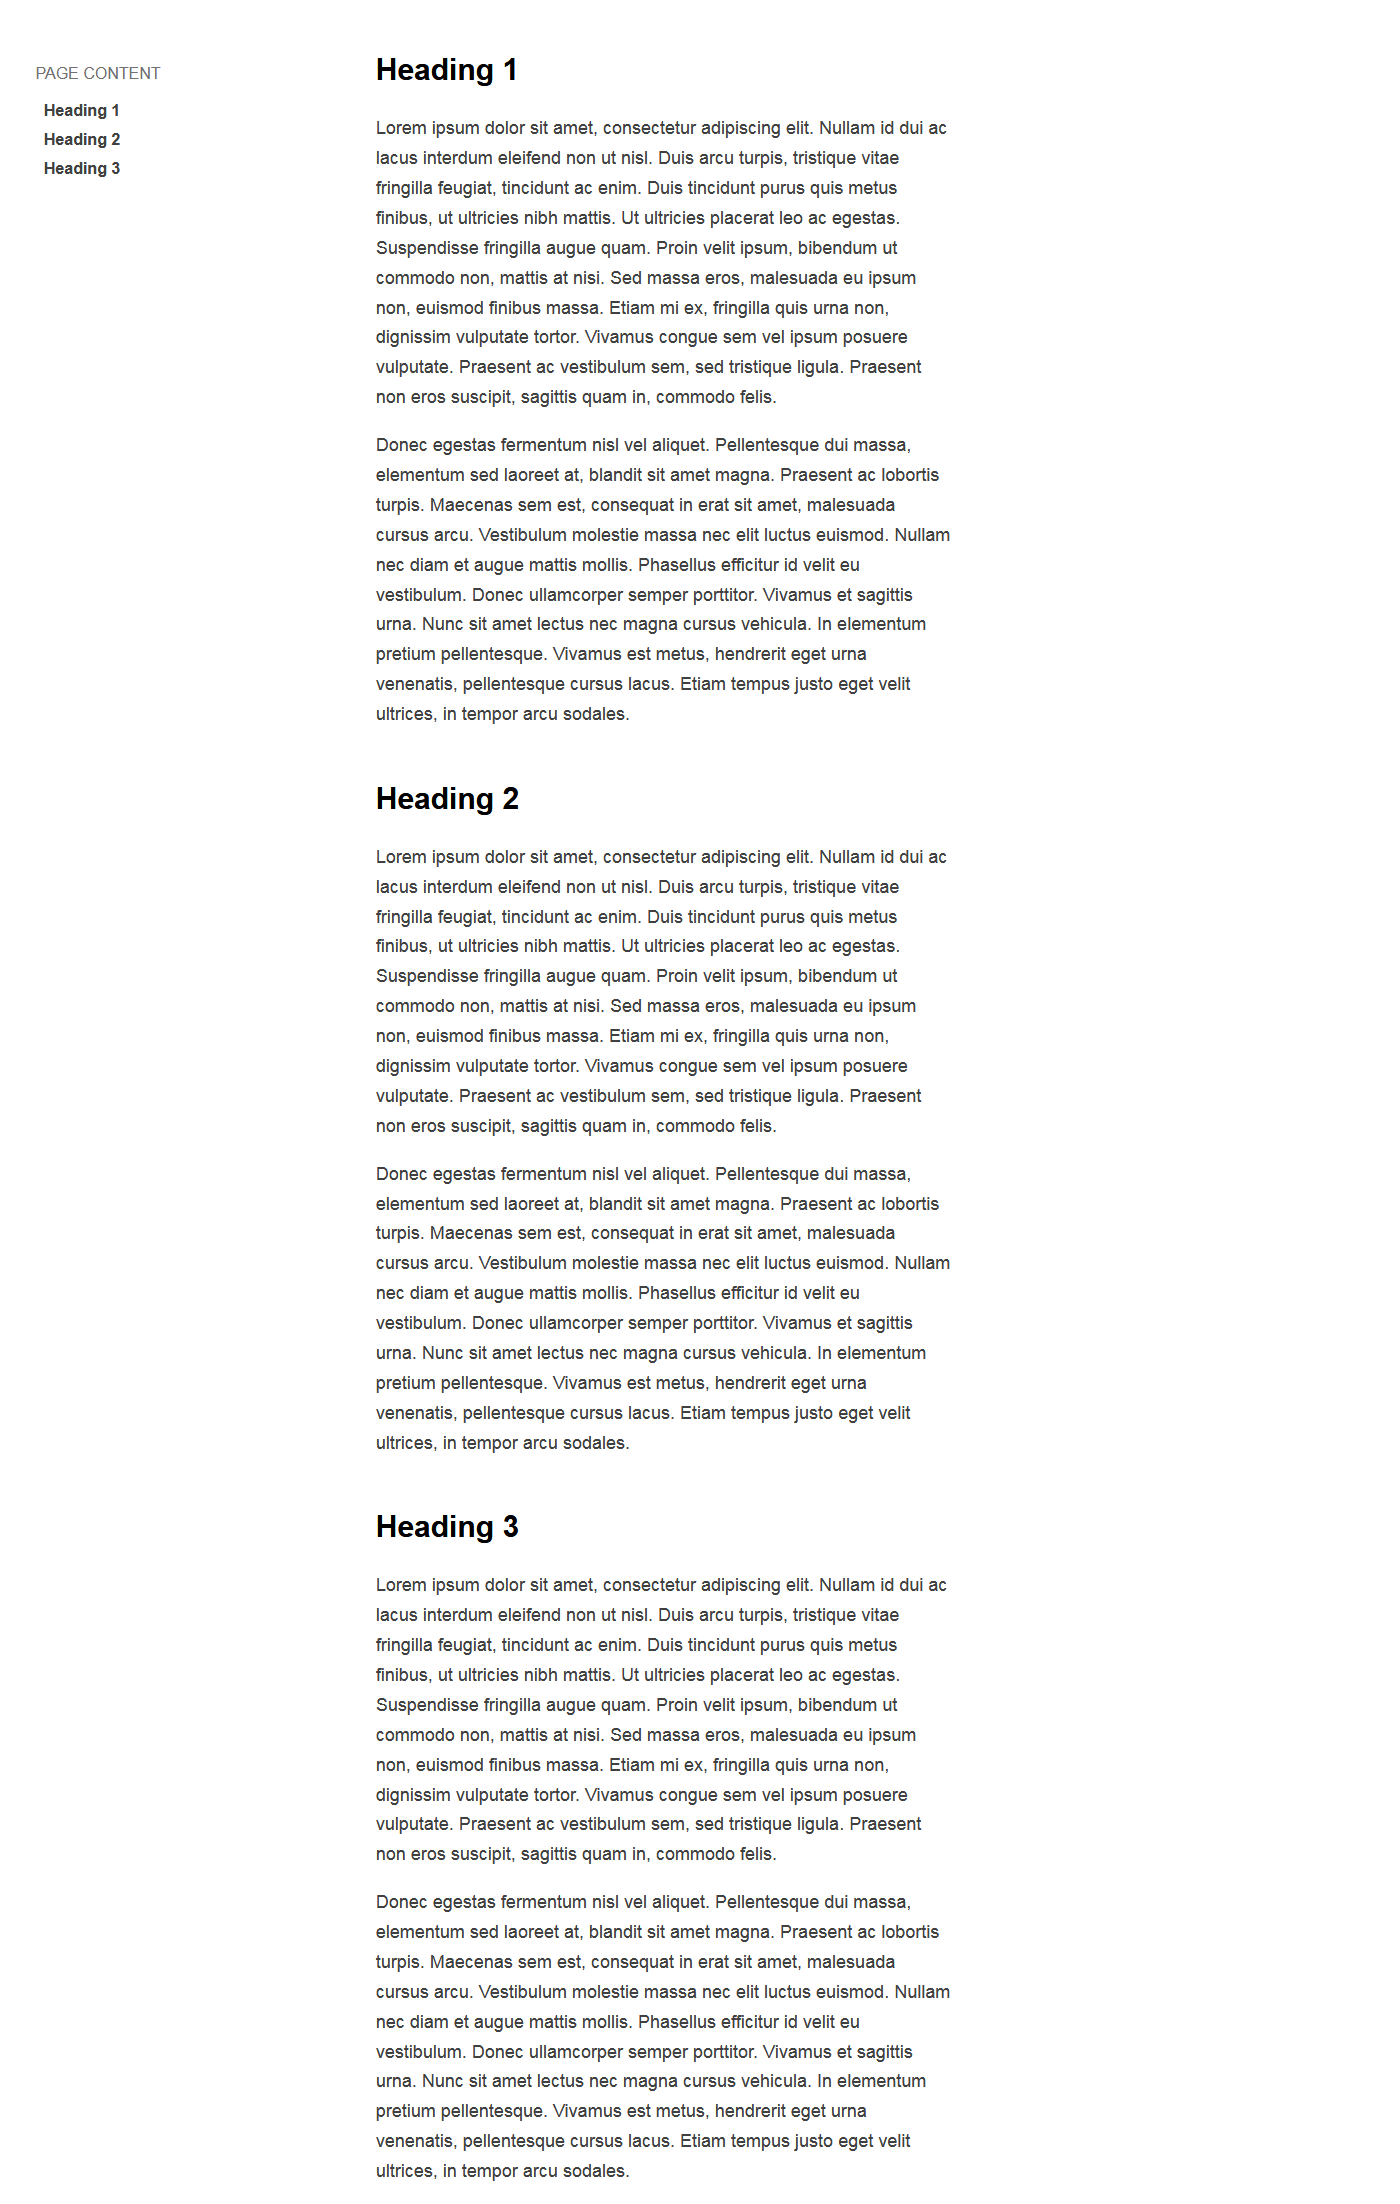 PAGE CONTENT
Heading 1
Heading 2
Heading 3
Heading 1
Lorem ipsum dolor sit amet, consectetur adipiscing elit. Nullam id dui ac
lacus interdum eleifend non ut nisl. Duis arcu turpis, tristique vitae
fringilla feugiat, tincidunt ac enim. Duis tincidunt purus quis metus
finibus, ut ultricies nibh mattis. Ut ultricies placerat leo ac egestas.
Suspendisse fringilla augue quam. Proin velit ipsum, bibendum ut
commodo non, mattis at nisi. Sed massa eros, malesuada eu ipsum
non, euismod finibus massa. Etiam mi ex, fringilla quis urna non,
dignissim vulputate tortor. Vivamus congue sem vel ipsum posuere
vulputate. Praesent ac vestibulum sem, sed tristique ligula. Praesent
non eros suscipit, sagittis quam in, commodo felis.
Donec egestas fermentum nisl vel aliquet. Pellentesque dui massa,
elementum sed laoreet at, blandit sit amet magna. Praesent ac lobortis
turpis. Maecenas sem est, consequat in erat sit amet, malesuada
cursus arcu. Vestibulum molestie massa nec elit luctus euismod. Nullam
nec diam et augue mattis mollis. Phasellus efficitur id velit eu
vestibulum. Donec ullamcorper semper porttitor. Vivamus et sagittis
urna. Nunc sit amet lectus nec magna cursus vehicula. In elementum
pretium pellentesque. Vivamus est metus, hendrerit eget urna
venenatis, pellentesque cursus lacus. Etiam tempus justo eget velit
ultrices, in tempor arcu sodales.
Heading 2
Lorem ipsum dolor sit amet, consectetur adipiscing elit. Nullam id dui ac
lacus interdum eleifend non ut nisl. Duis arcu turpis, tristique vitae
fringilla feugiat, tincidunt ac enim. Duis tincidunt purus quis metus
finibus, ut ultricies nibh mattis. Ut ultricies placerat leo ac egestas.
Suspendisse fringilla augue quam. Proin velit ipsum, bibendum ut
commodo non, mattis at nisi. Sed massa eros, malesuada eu ipsum
non, euismod finibus massa. Etiam mi ex, fringilla quis urna non,
dignissim vulputate tortor. Vivamus congue sem vel ipsum posuere
vulputate. Praesent ac vestibulum sem, sed tristique ligula. Praesent
non eros suscipit, sagittis quam in, commodo felis.
Donec egestas fermentum nisl vel aliquet. Pellentesque dui massa,
elementum sed laoreet at, blandit sit amet magna. Praesent ac lobortis
turpis. Maecenas sem est, consequat in erat sit amet, malesuada
cursus arcu. Vestibulum molestie massa nec elit luctus euismod. Nullam
nec diam et augue mattis mollis. Phasellus efficitur id velit eu
vestibulum. Donec ullamcorper semper porttitor. Vivamus et sagittis
urna. Nunc sit amet lectus nec magna cursus vehicula. In elementum
pretium pellentesque. Vivamus est metus, hendrerit eget urna
venenatis, pellentesque cursus lacus. Etiam tempus justo eget velit
ultrices, in tempor arcu sodales.
Heading 3
Lorem ipsum dolor sit amet, consectetur adipiscing elit. Nullam id dui ac
lacus interdum eleifend non ut nisl. Duis arcu turpis, tristique vitae
fringilla feugiat, tincidunt ac enim. Duis tincidunt purus quis metus
finibus, ut ultricies nibh mattis. Ut ultricies placerat leo ac egestas.
Suspendisse fringilla augue quam. Proin velit ipsum, bibendum ut
commodo non, mattis at nisi. Sed massa eros, malesuada eu ipsum
non, euismod finibus massa. Etiam mi ex, fringilla quis urna non,
dignissim vulputate tortor. Vivamus congue sem vel ipsum posuere
vulputate. Praesent ac vestibulum sem, sed tristique ligula. Praesent
non eros suscipit, sagittis quam in, commodo felis.
Donec egestas fermentum nisl vel aliquet. Pellentesque dui massa,
elementum sed laoreet at, blandit sit amet magna. Praesent ac lobortis
turpis. Maecenas sem est, consequat in erat sit amet, malesuada
cursus arcu. Vestibulum molestie massa nec elit luctus euismod. Nullam
nec diam et augue mattis mollis. Phasellus efficitur id velit eu
vestibulum. Donec ullamcorper semper porttitor. Vivamus et sagittis
urna. Nunc sit amet lectus nec magna cursus vehicula. In elementum
pretium pellentesque. Vivamus est metus, hendrerit eget urna
venenatis, pellentesque cursus lacus. Etiam tempus justo eget velit
ultrices, in tempor arcu sodales.